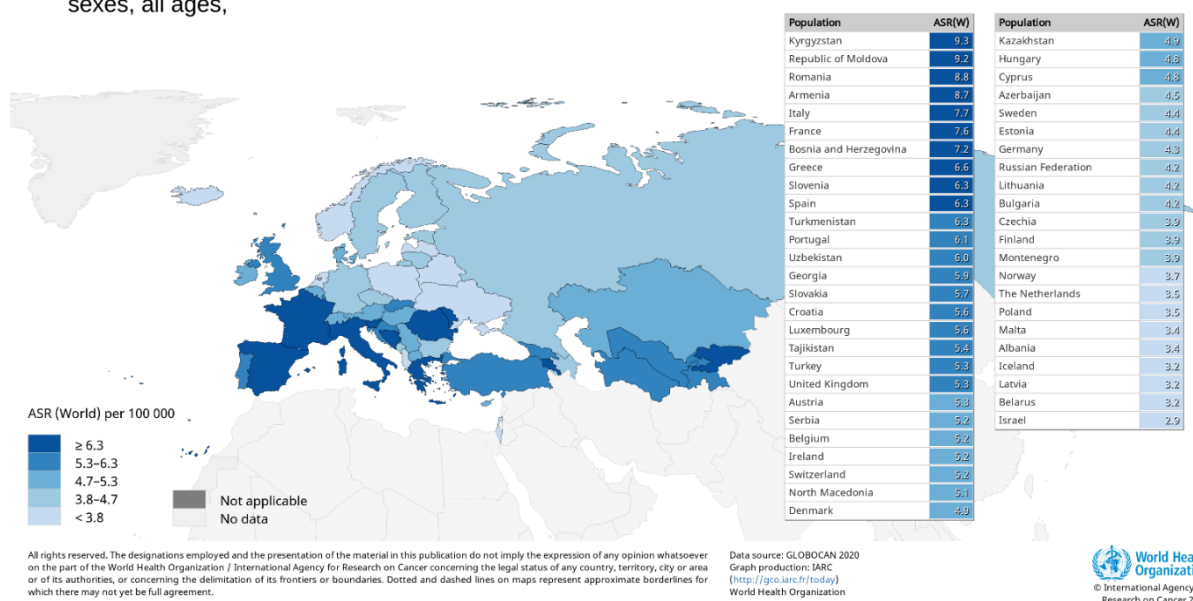 sexes, all ages,
Population ASR(W)
Kyrgyzstan 9.3
Republic of Moldova 9.2
Romania 8.8
Armenia 8.7
Italy 7.7
France 7.6
Bosnia and Herzegovina 7.2
Greece 6.6
Slovenia 6.3
Spain 6.3
Turkmenistan 6.3
Portugal 6.1
Uzbekistan 6.0
Georgia 5.9
Slovakia 5.7
Croatia 5.6
Luxembourg 5.6
Tajikistan 5.4
Turkey 5.3
United Kingdom 5.3
Austria 5.3
Serbia 5.2
Belgium 5.2
Ireland 5.2
Switzerland 5.2
North Macedonia 5.1
Denmark 4.9
Population ASR(W)
Kazakhstan 4.9
Hungary 4.8
Cyprus 4.8
Azerbaijan 4.5
Sweden 4.4
Estonia 4.4
Germany 4.3
Russian Federation 4.2
Lithuania 4.2
Bulgaria 4.2
Czechia 3.9
Finland 3.9
Montenegro 3.9
Norway 3.7
The Netherlands 3.5
Poland 3.5
Malta 3.4
Albania 3.4
Iceland 3.2
Latvia 3.2
Belarus 3.2
Israel 2.9
ASR (World) per 100 000
≥ 6.3
5.3–6.3
4.7–5.3
3.8–4.7
< 3.8
Not applicable
No data
All rights reserved. The designations employed and the presentation of the material in this publication do not imply the expression of any opinion whatsoever
on the part of the World Health Organization / International Agency for Research on Cancer concerning the legal status of any country, territory, city or area
or of its authorities, or concerning the delimitation of its frontiers or boundaries. Dotted and dashed lines on maps represent approximate borderlines for
which there may not yet be full agreement.
Data source: GLOBOCAN 2020
Graph production: IARC
(http://gco.iarc.fr/today)
World Health Organization
World Hea
Organizati
© International Agency
Research on Cancer 2